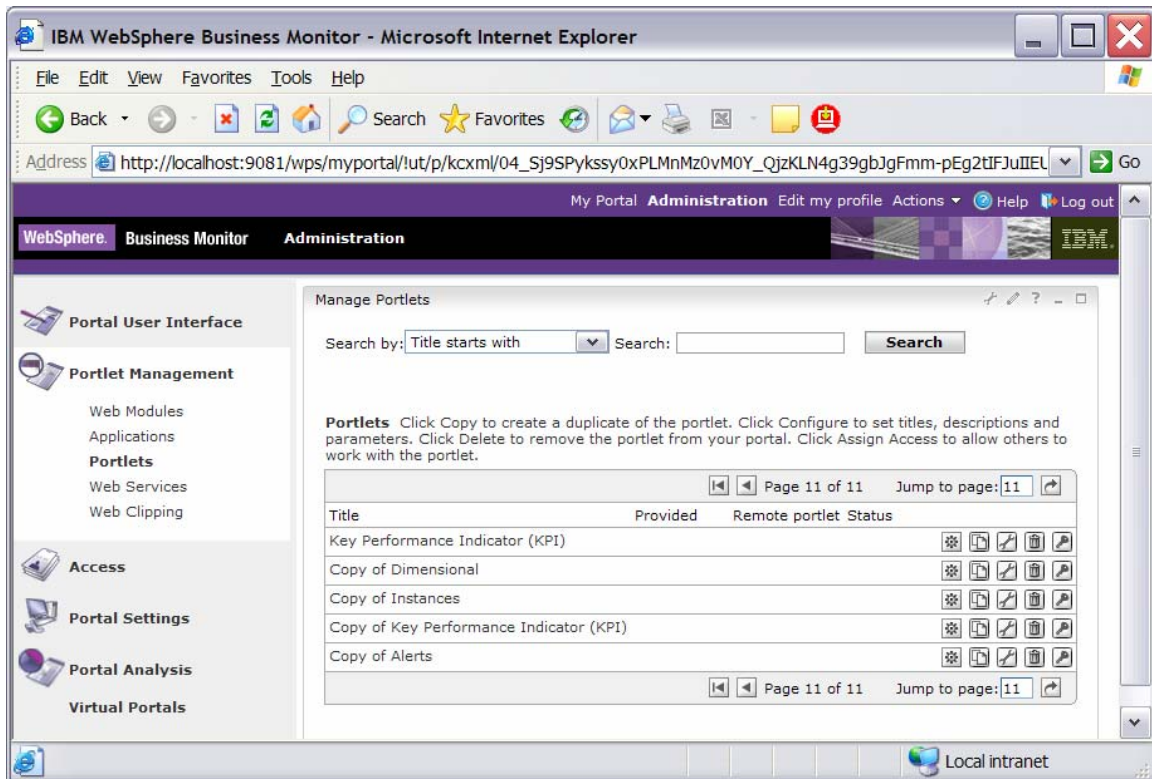 IBM WebSphere Business Monitor - Microsoft Internet Explorer
File Edit View Favorites Tools Help
Back Search Favorites
Address http://localhost:9081/wps/myportal/!ut/p/kcxml/04_Sj9SPykssy0xPLMnMz0vM0Y_QjzKLN4g39gbJgFmm-pEg2tIFJuIIEU Go
My Portal Administration Edit my profile Actions Help Log out
WebSphere. Business Monitor Administration IBM.
Portal User Interface
Portlet Management
Web Modules
Applications
Portlets
Web Services
Web Clipping
Access
Portal Settings
Portal Analysis
Virtual Portals
Manage Portlets ? 
Search by: Title starts with Search: Search
Portlets Click Copy to create a duplicate of the portlet. Click Configure to set titles, descriptions and
parameters. Click Delete to remove the portlet from your portal. Click Assign Access to allow others to
work with the portlet.
Page 11 of 11 Jump to page: 11
Title Provided Remote portlet Status
Key Performance Indicator (KPI)
Copy of Dimensional
Copy of Instances
Copy of Key Performance Indicator (KPI)
Copy of Alerts
Page 11 of 11 Jump to page: 11
Local intranet